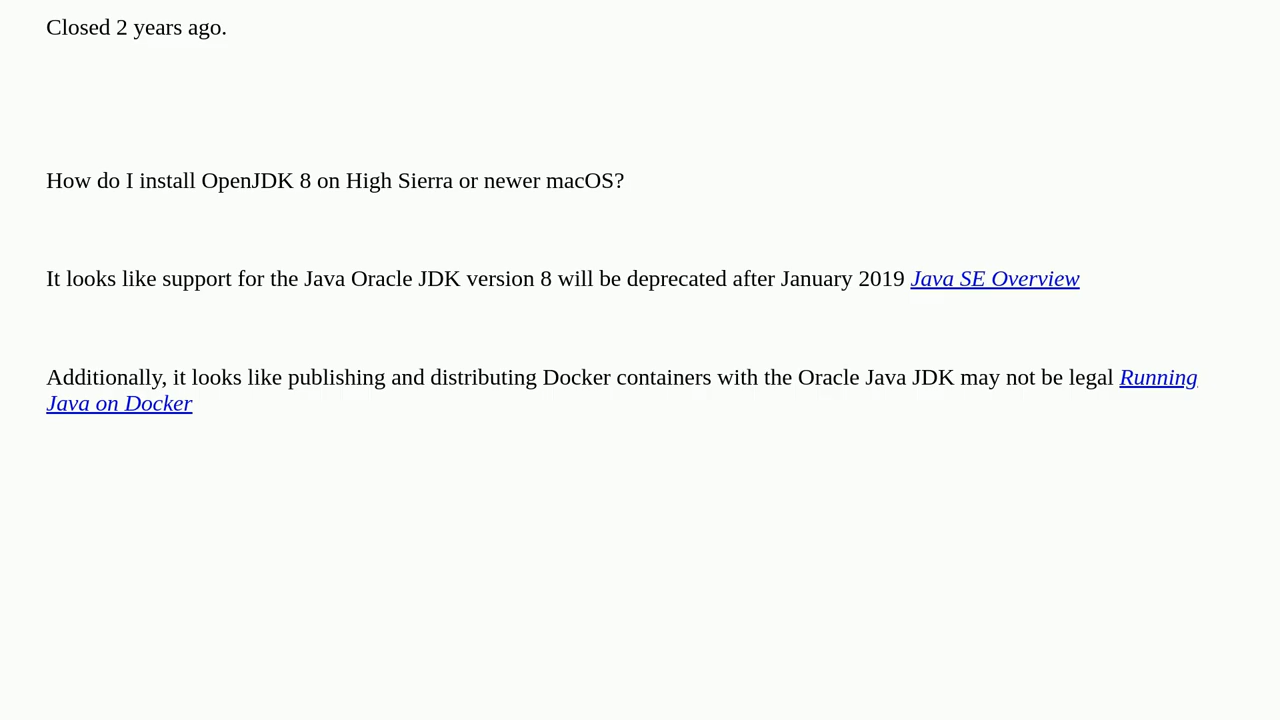 Closed 2 years ago.
How do I install OpenJDK 8 on High Sierra or newer macOS?
It looks like support for the Java Oracle JDK version 8 will be deprecated after January 2019 Java SE Overview
Additionally, it looks like publishing and distributing Docker containers with the Oracle Java JDK may not be legal Running
Java on Docker